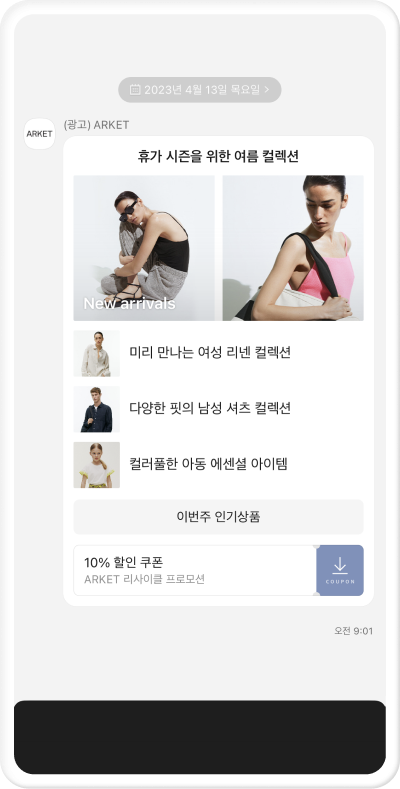 2023년 4월 13일 목요일
ARKET
(광고) ARKET
휴가 시즌을 위한 여름 컬렉션
New arrivals
미리 만나는 여성 리넨 컬렉션
다양한 핏의 남성 셔츠 컬렉션
컬러풀한 아동 에센셜 아이템
이번주 인기상품
10% 할인 쿠폰
ARKET 리사이클 프로모션
COUPON
오전 9:01